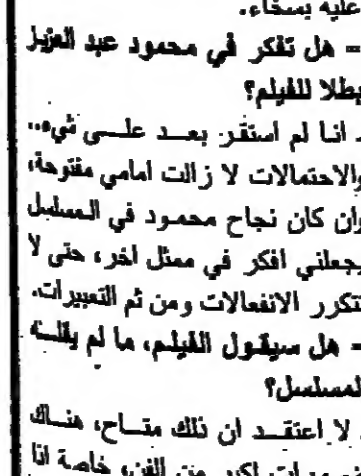 عليه بسخاء.
= هل تفكر في محمود عبد العزيز
بطلا للفيلم؟
ـ انا لم استقر بعد على شيء..
والاحتمالات لا زالت امامي مفتوحة،
وان كان نجاح محمود في المسلسل
يجعلني افكر في ممثل اخر، حتى لا
تتكرر الانفعالات ومن ثم التعبيرات.
= هل سيقول الفيلم، ما لم يقله
المسلسل؟
ـ لا اعتقد ان ذلك متاح، هناك
اكبر من الفن، خاصة اذا